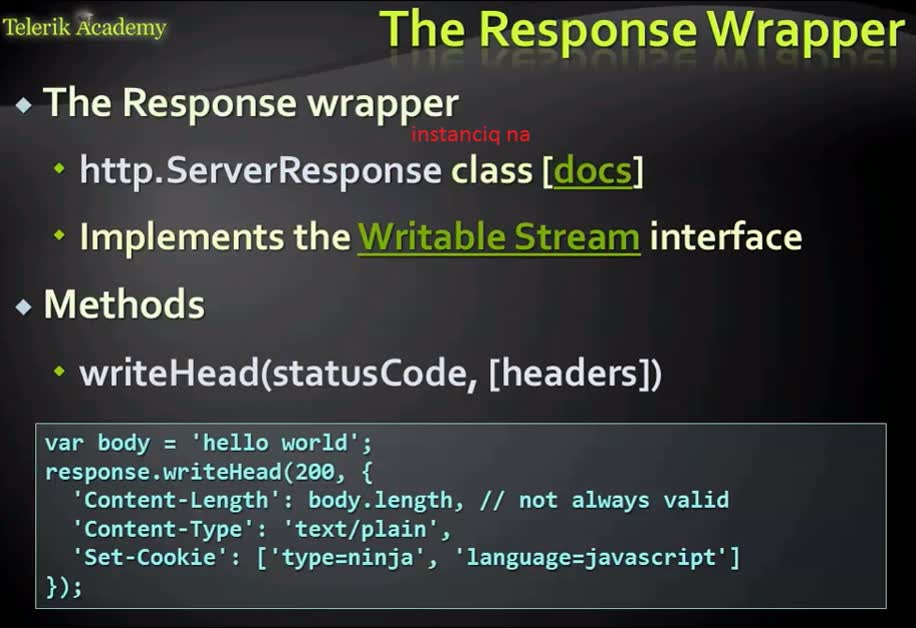 Telerik Academy
The Response Wrapper
The Response wrapper
instanciq na
http.ServerResponse class [docs]
Implements the Writable Stream interface
Methods
writeHead(statusCode, [headers])
var body = 'hello world';
response.writeHead(200, {
  'Content-Length': body.length, // not always valid
  'Content-Type': 'text/plain',
  'Set-Cookie': ['type=ninja', 'language=javascript']
});